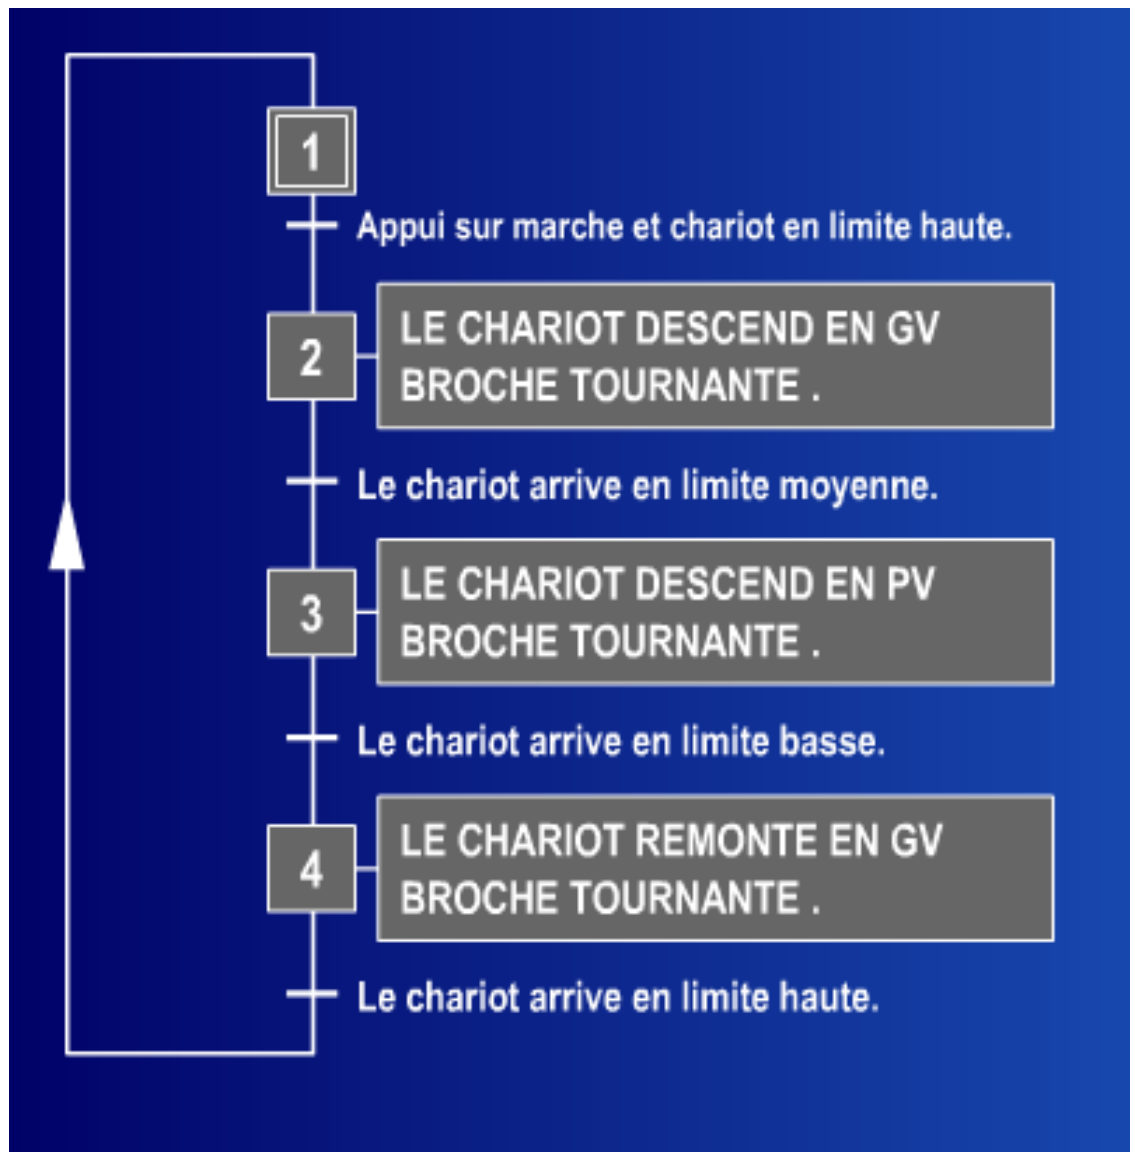 1
Appui sur marche et chariot en limite haute.
2
LE CHARIOT DESCEND EN GV
BROCHE TOURNANTE .
Le chariot arrive en limite moyenne.
3
LE CHARIOT DESCEND EN PV
BROCHE TOURNANTE .
Le chariot arrive en limite basse.
4
LE CHARIOT REMONTE EN GV
BROCHE TOURNANTE .
Le chariot arrive en limite haute.